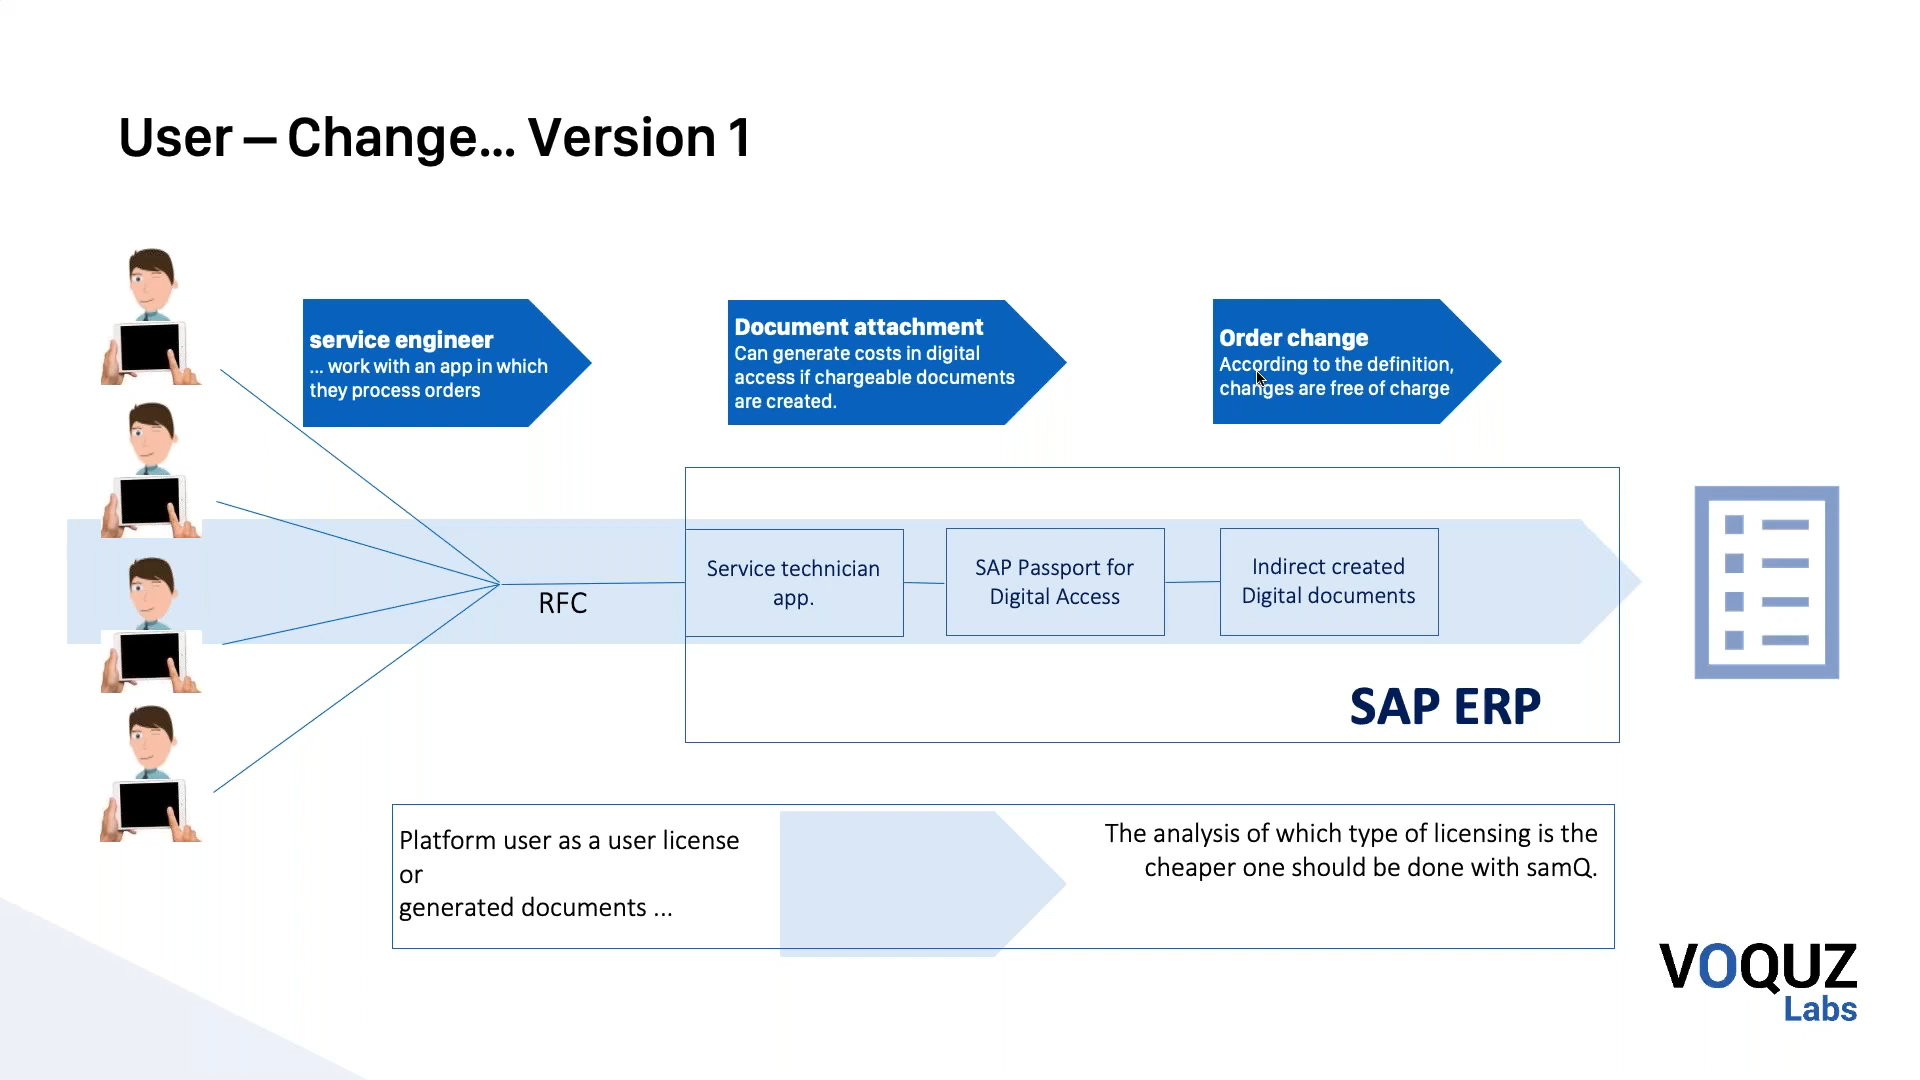 User – Change... Version 1
service engineer
... work with an app in which
they process orders
Document attachment
Can generate costs in digital
access if chargeable documents
are created.
Order change
According to the definition,
changes are free of charge
RFC
Service technician
app.
SAP Passport for
Digital Access
Indirect created
Digital documents
SAP ERP
Platform user as a user license
or
generated documents ...
The analysis of which type of licensing is the
cheaper one should be done with samQ.
VOQUZ
Labs